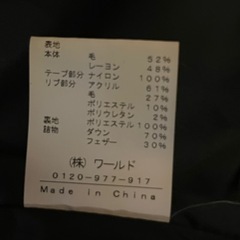 表地
本体 毛 52%
レーヨン 48%
テープ部分 ナイロン 100%
リブ部分 アクリル 61%
毛 27%
ポリエステル 10%
ポリウレタン 2%
裏地 ポリエステル 100%
詰物 ダウン 70%
フェザー 30%
(株) ワールド
0120-977-917
Made in China